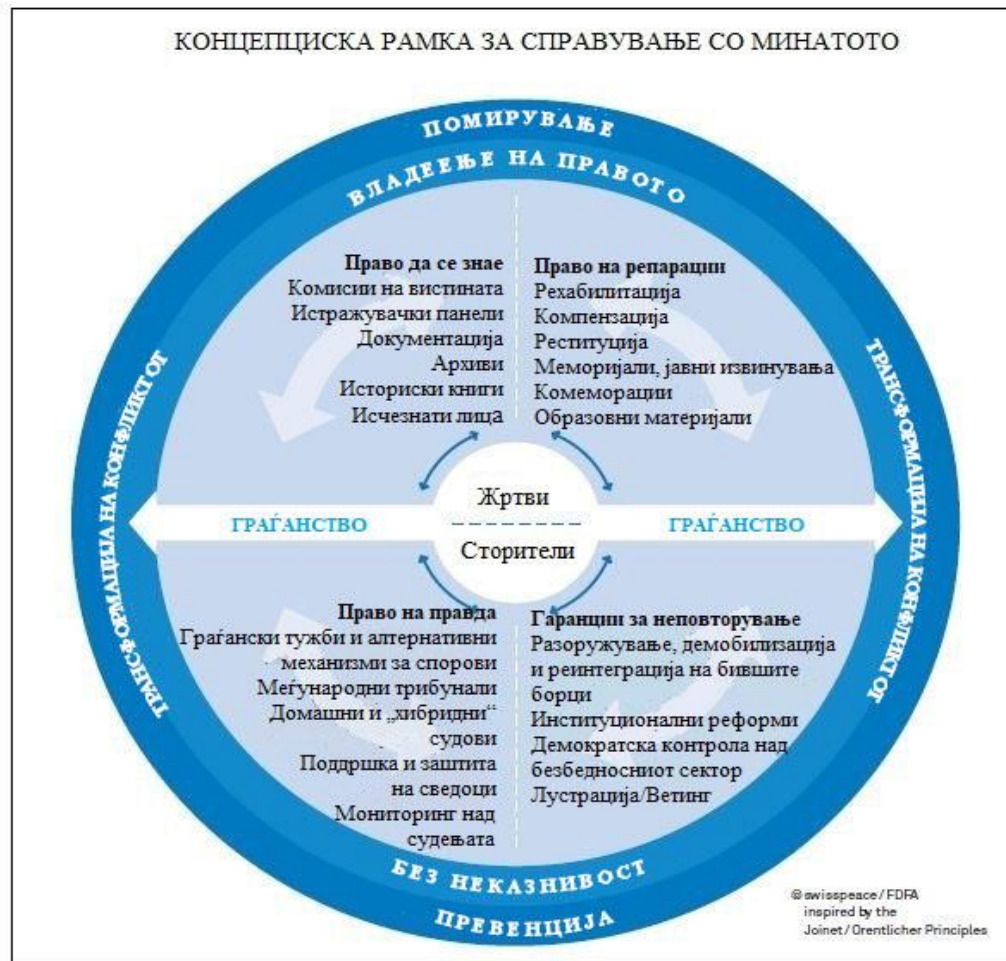 КОНЦЕПЦИСКА РАМКА ЗА СПРАВУВАЊЕ СО МИНАТОТО
ПОМИРУВАЊЕ
ВЛАДЕЕЊЕ НА ПРАВОТО
ТРАНСФОРМАЦИЈА НА КОНФЛИКТОТ
ТРАНСФОРМАЦИЈА НА КОНФЛИКТОТ
Право да се знае
Комисии на вистината
Истражувачки панели
Документација
Архиви
Историски книги
Исчезнати лица
Право на репарации
Рехабилитација
Компензација
Реституција
Меморијали, јавни извинувања
Комеморации
Образовни материјали
Жртви
ГРАЃАНСТВО
ГРАЃАНСТВО
Сторители
Право на правда
Граѓански тужби и алтернативни
механизми за спорови
Меѓународни трибунали
Домашни и „хибридни“
судови
Поддршка и заштита
на сведоци
Мониторинг над
судењата
Гаранции за неповторување
Разоружување, демобилизација
и реинтеграција на бившите
борци
Институционални реформи
Демократска контрола над
безбедносниот сектор
Лустрација/Ветинг
БЕЗ НЕКАЗНИВОСТ
ПРЕВЕНЦИЈА
@swisspeace / FDFA
inspired by the
Joinet / Orentlicher Principles